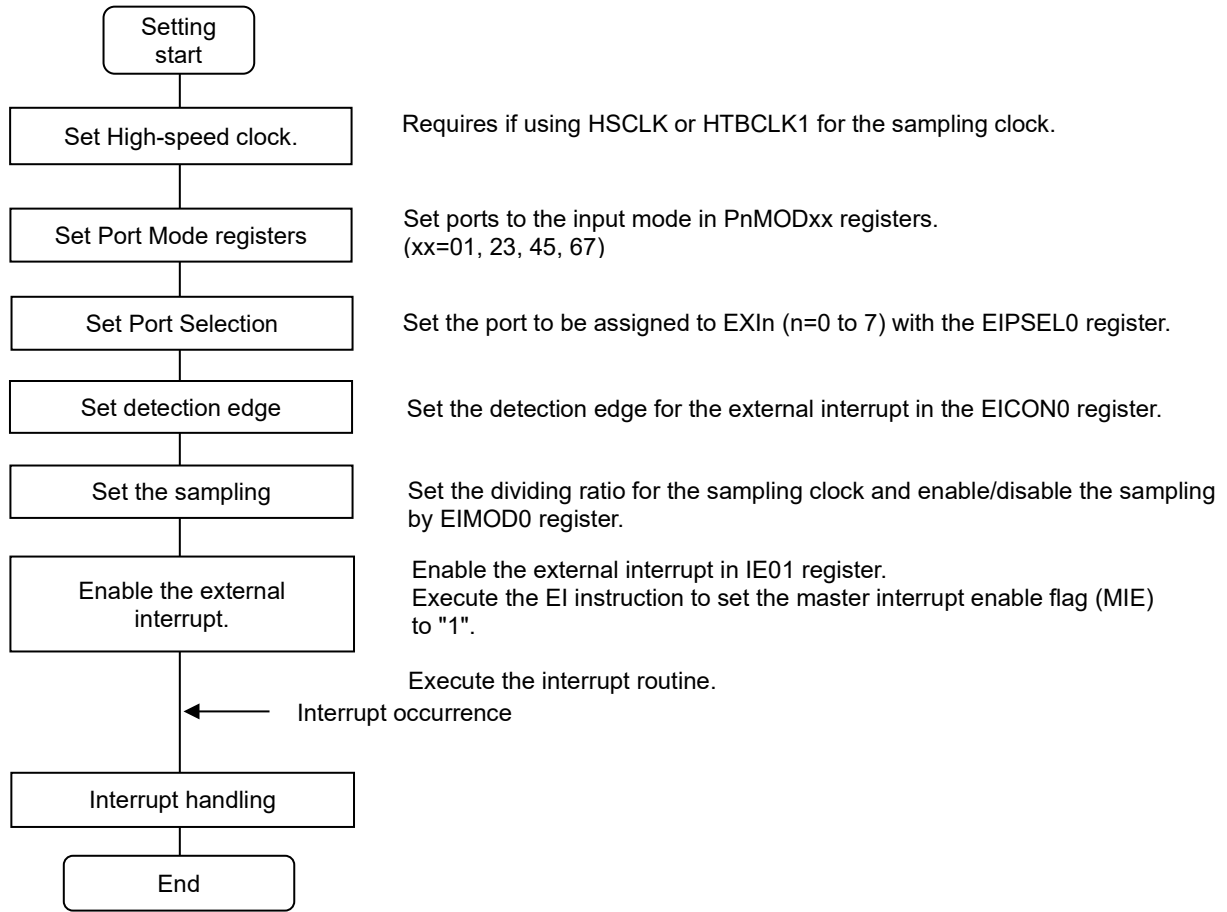 Setting
start
Set High-speed clock.
Requires if using HSCLK or HTBCLK1 for the sampling clock.
Set Port Mode registers
Set ports to the input mode in PnMODxx registers.
(xx=01, 23, 45, 67)
Set Port Selection
Set the port to be assigned to EXIn (n=0 to 7) with the EIPSEL0 register.
Set detection edge
Set the detection edge for the external interrupt in the EICON0 register.
Set the sampling
Set the dividing ratio for the sampling clock and enable/disable the sampling
by EIMOD0 register.
Enable the external
interrupt.
Enable the external interrupt in IE01 register.
Execute the EI instruction to set the master interrupt enable flag (MIE)
to "1".
Execute the interrupt routine.
Interrupt occurrence
Interrupt handling
End